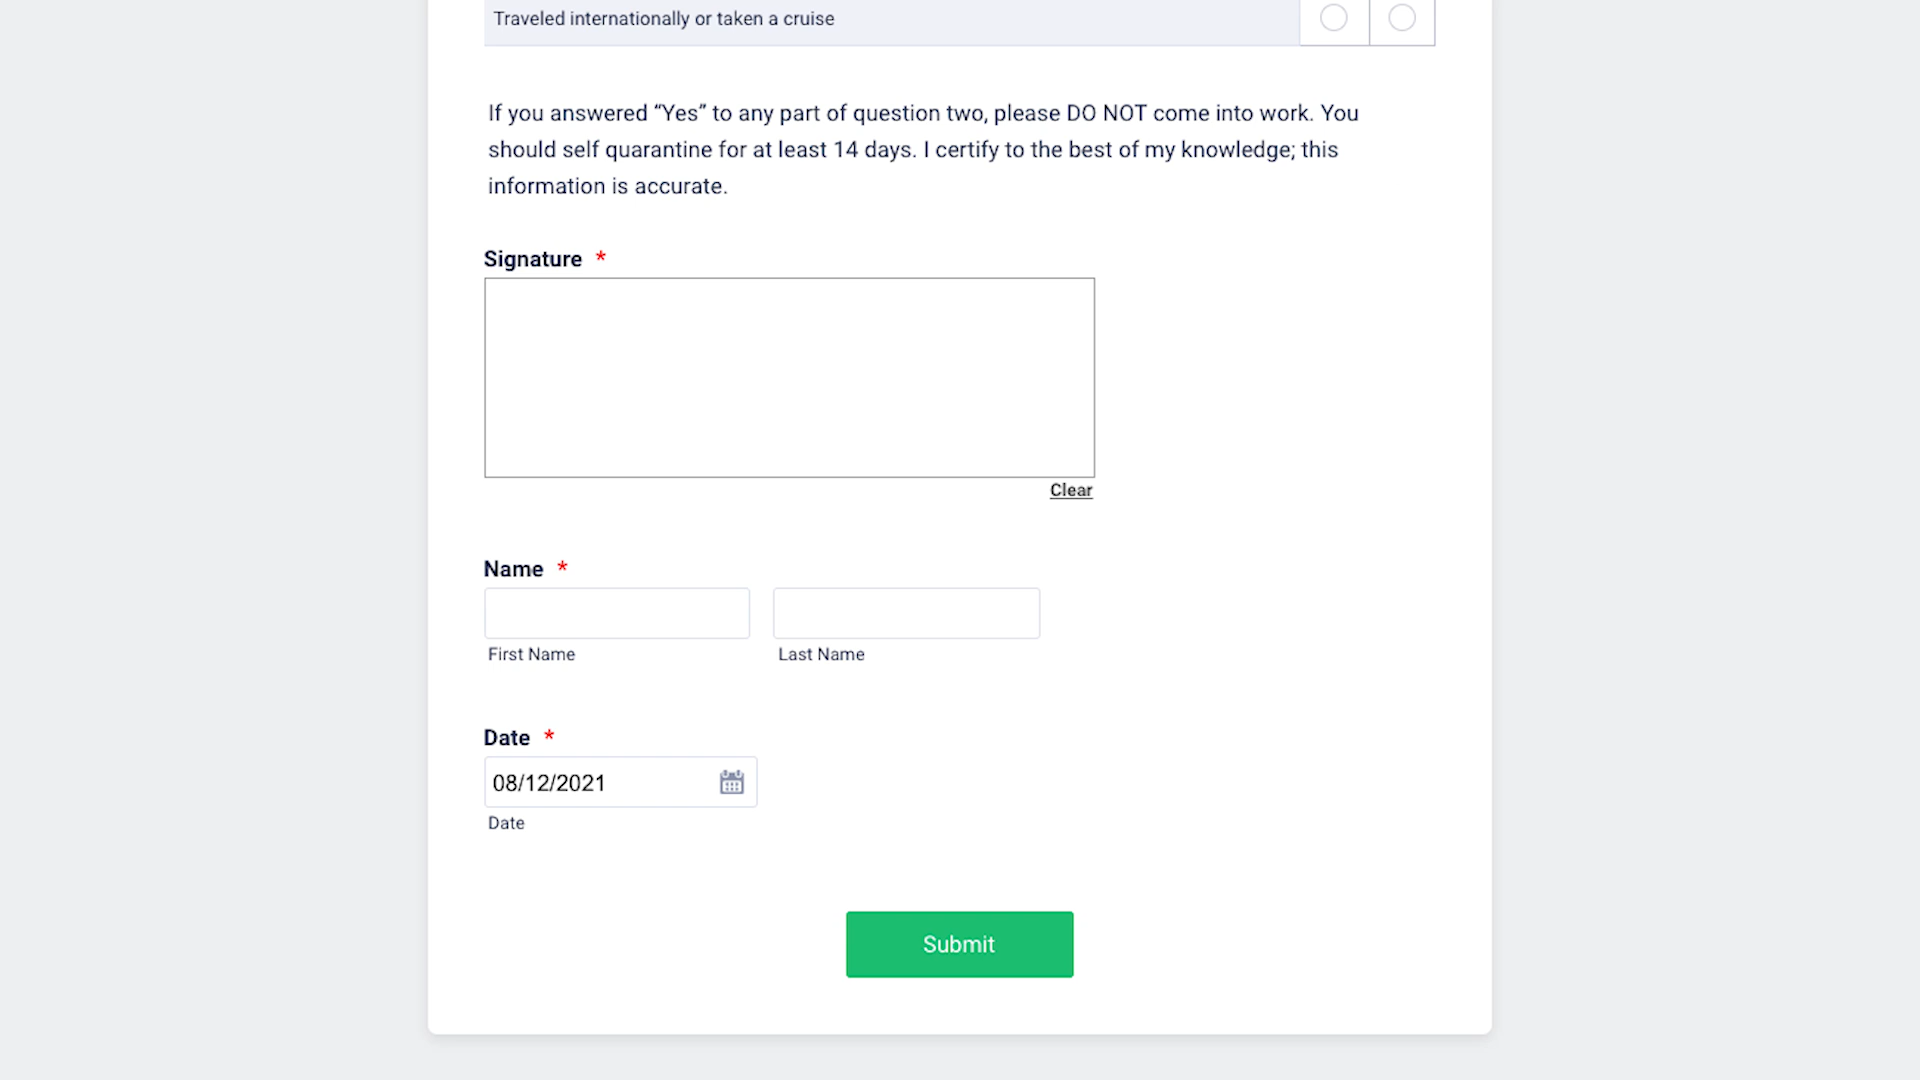 Traveled internationally or taken a cruise
If you answered “Yes” to any part of question two, please DO NOT come into work. You
should self quarantine for at least 14 days. I certify to the best of my knowledge; this
information is accurate.
Signature *
Clear
Name *
First Name Last Name
Date *
08/12/2021
Date
Submit